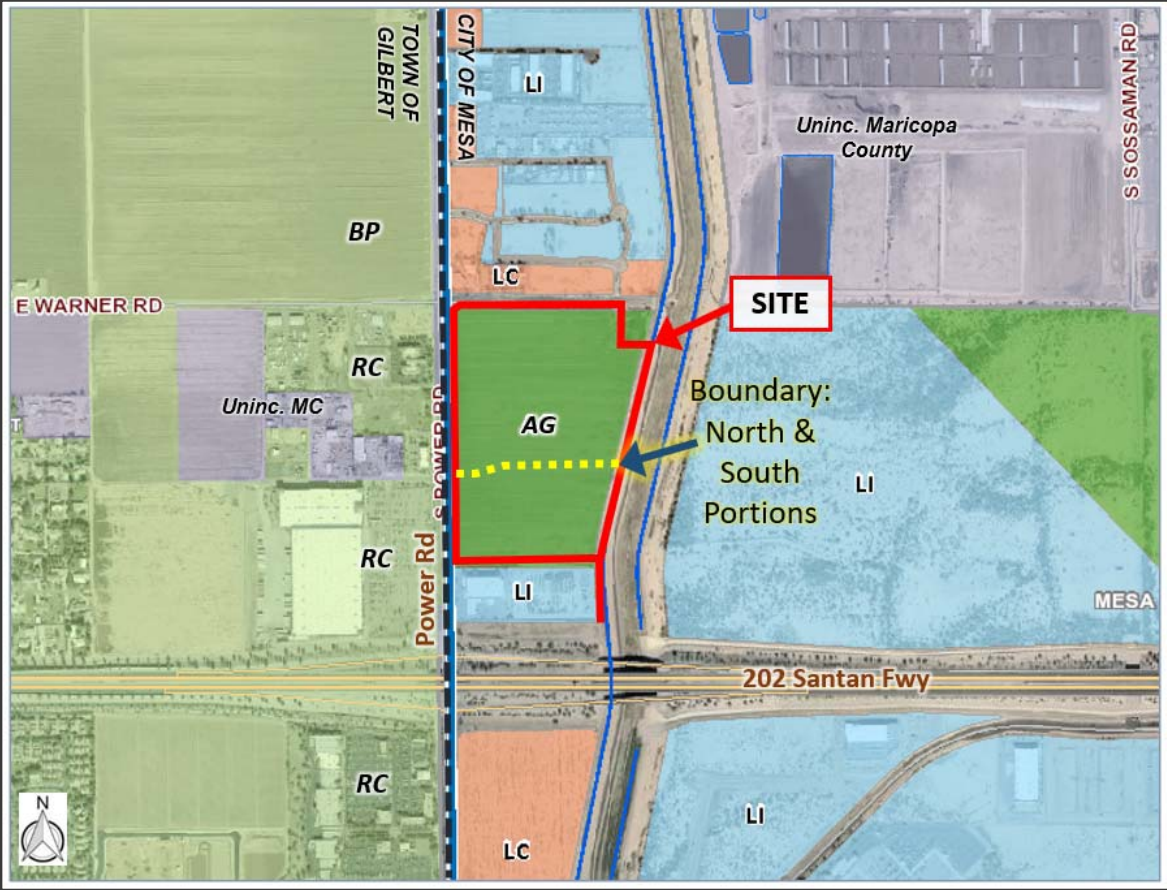 TOWN OF
GILBERT
CITY OF MESA
LI
Uninc. Maricopa
County
S SOSSAMAN RD
BP
LC
E WARNER RD
SITE
RC
Uninc. MC
S POWER RD
AG
Boundary:
North &
South
Portions
LI
T
RC
Power Rd
LI
MESA
202 Santan Fwy
RC
LI
LC
N